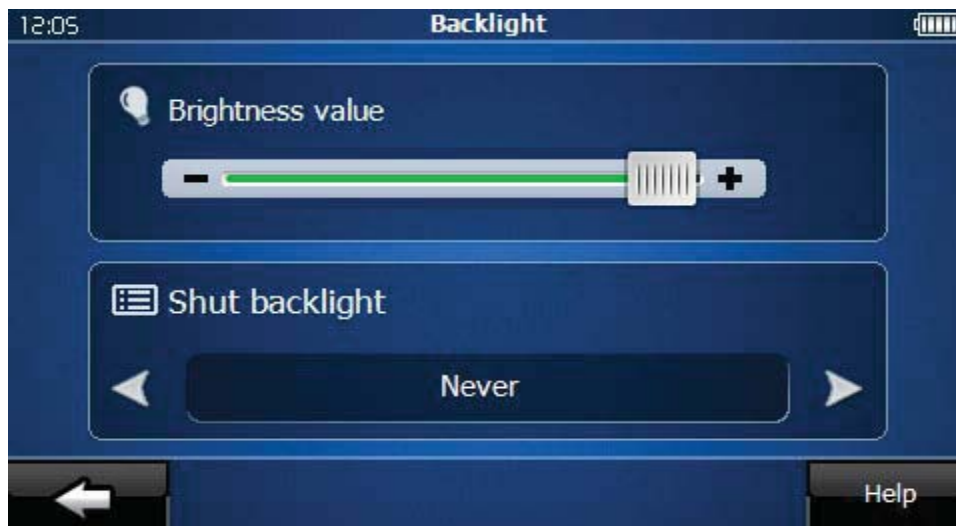 12:05
Backlight
Brightness value
- +
Shut backlight
Never
Help